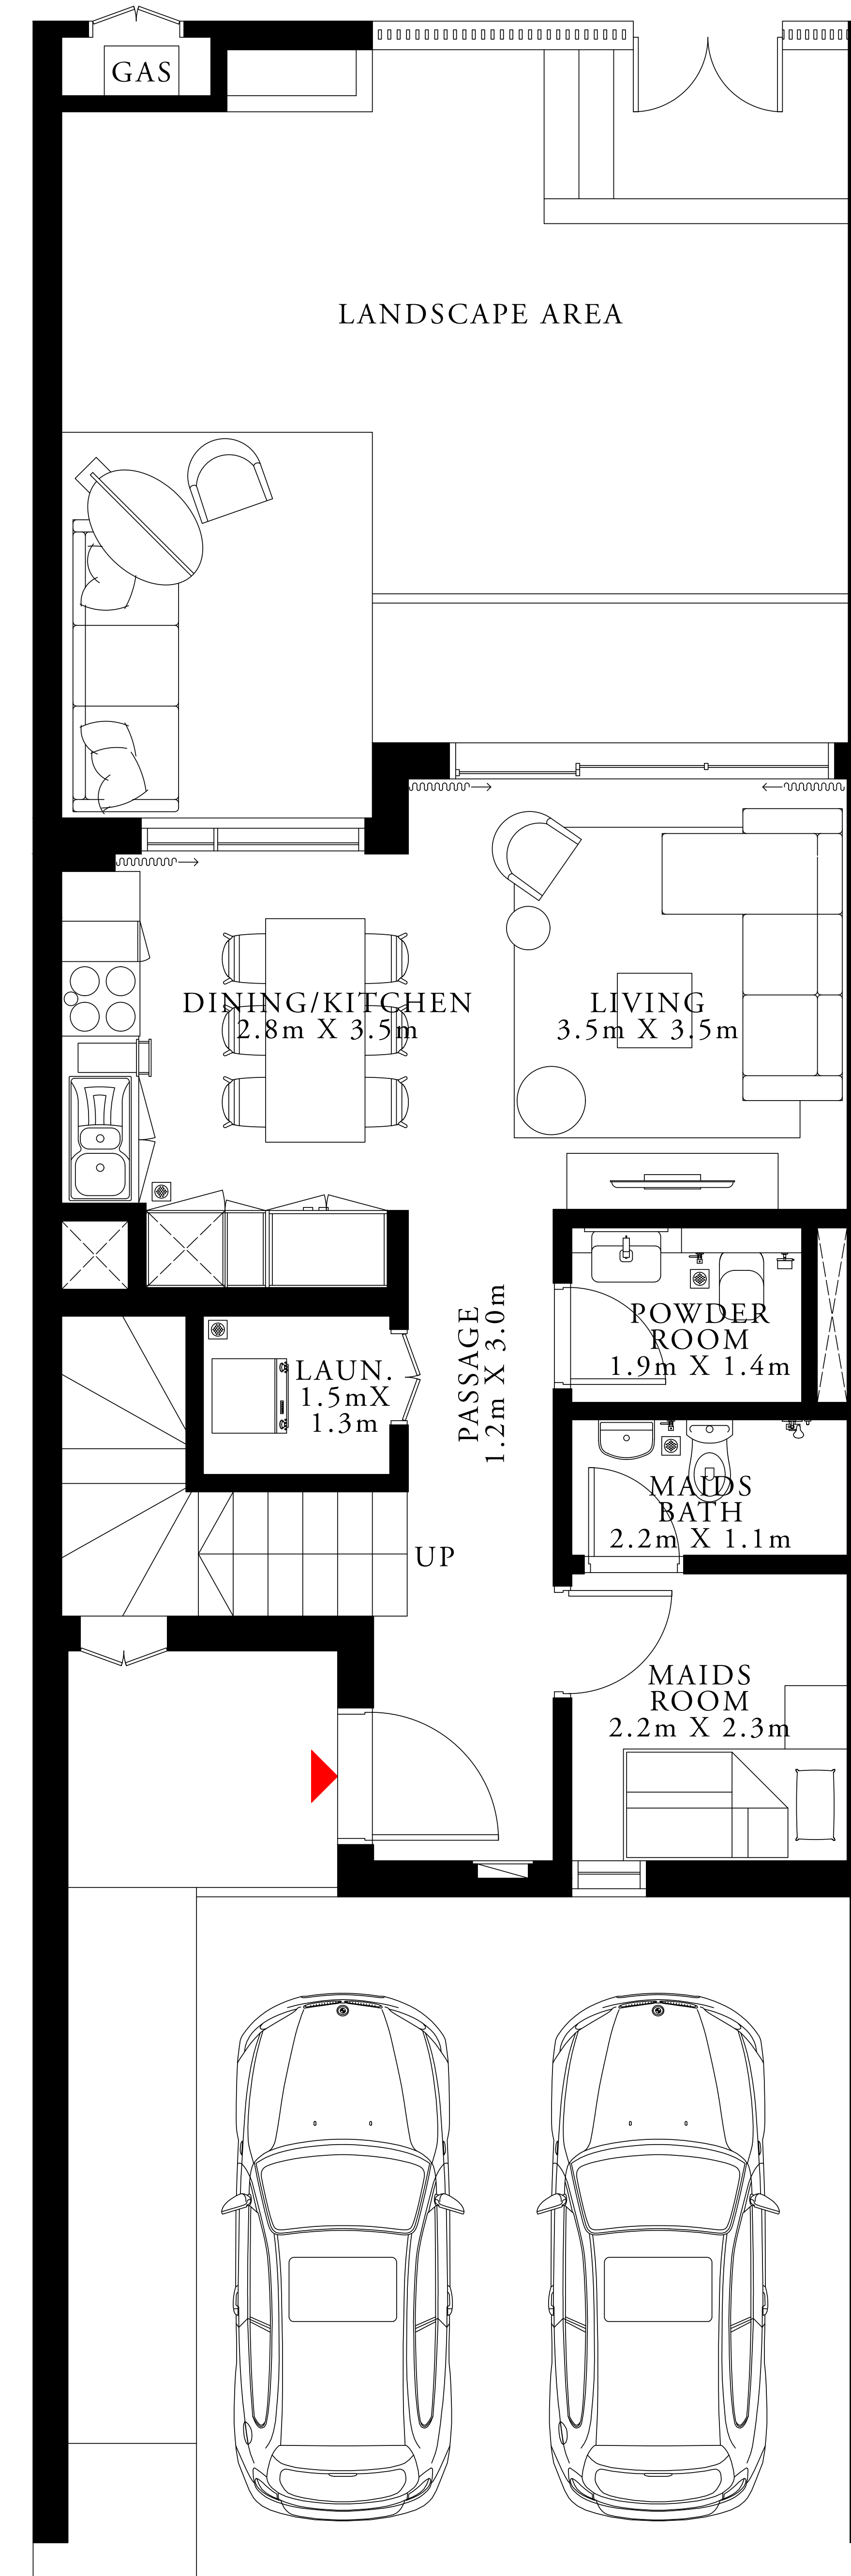 GAS
LANDSCAPE AREA
DINING/KITCHEN
2.8m X 3.5m
LIVING
3.5m X 3.5m
PASSAGE
1.2m X 3.0m
POWDER
ROOM
1.9m X 1.4m
LAUN.
1.5mX
1.3m
MAIDS
BATH
2.2m X 1.1m
UP
MAIDS
ROOM
2.2m X 2.3m